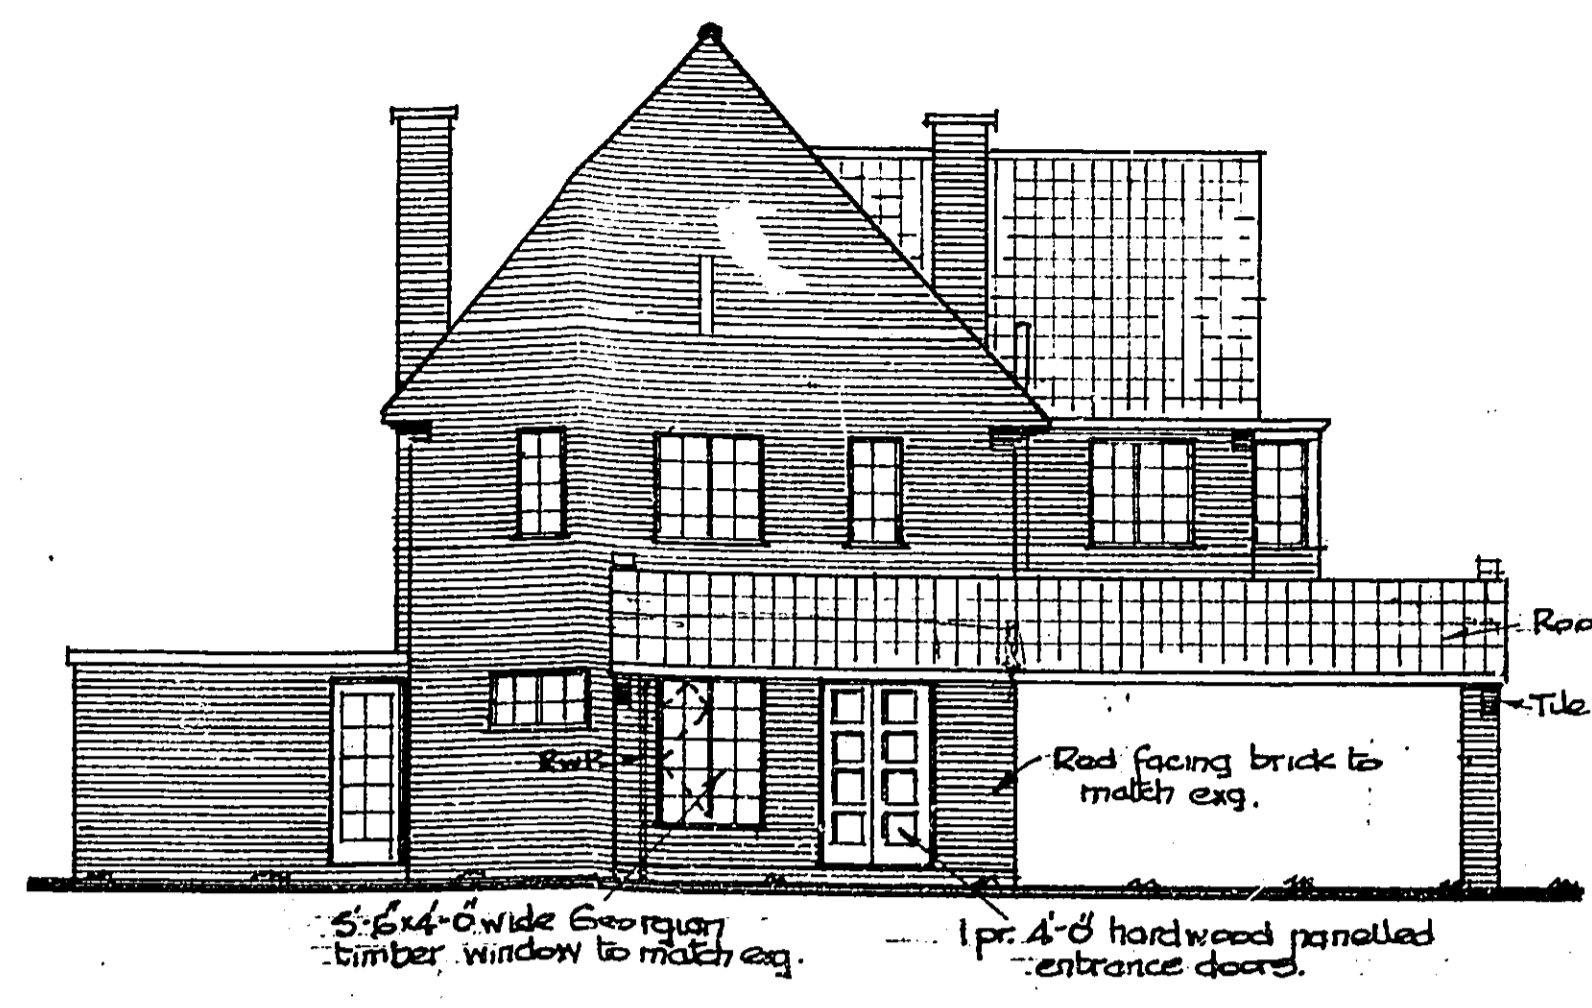 Roo
Tile
RWP
Red facing brick to
match exg.
5'-6"x4'-0" wide Georgian
timber window to match exg.
1 pr. 4'-0" hardwood panelled
entrance doors.